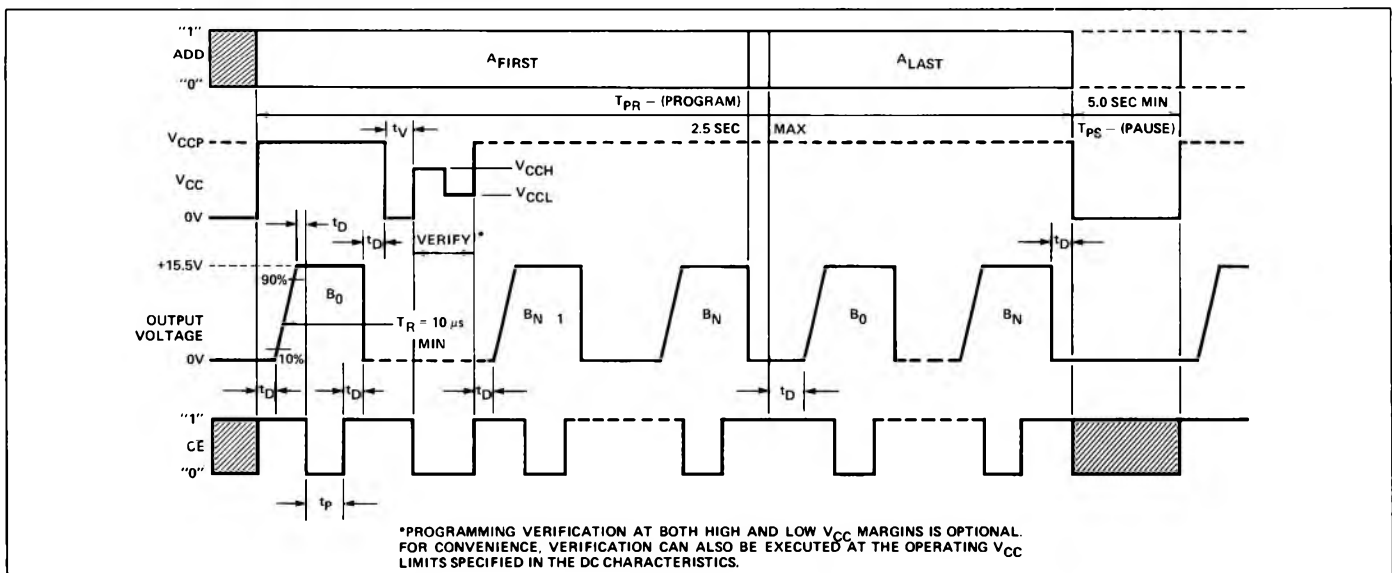 "1"
ADD
"0"
AFIRST
ALAST
TPR – (PROGRAM)
5.0 SEC MIN
2.5 SEC MAX
TPS – (PAUSE)
tV
VCCP
VCC
0V
VCCH
VCCL
tD
tD
VERIFY*
tD
+15.5V
90%
B0
BN 1
BN
B0
BN
OUTPUT
VOLTAGE
TR = 10 μs
MIN
0V
10%
tD
tD
tD
tD
"1"
CE
"0"
tP
*PROGRAMMING VERIFICATION AT BOTH HIGH AND LOW VCC MARGINS IS OPTIONAL.
FOR CONVENIENCE, VERIFICATION CAN ALSO BE EXECUTED AT THE OPERATING VCC
LIMITS SPECIFIED IN THE DC CHARACTERISTICS.